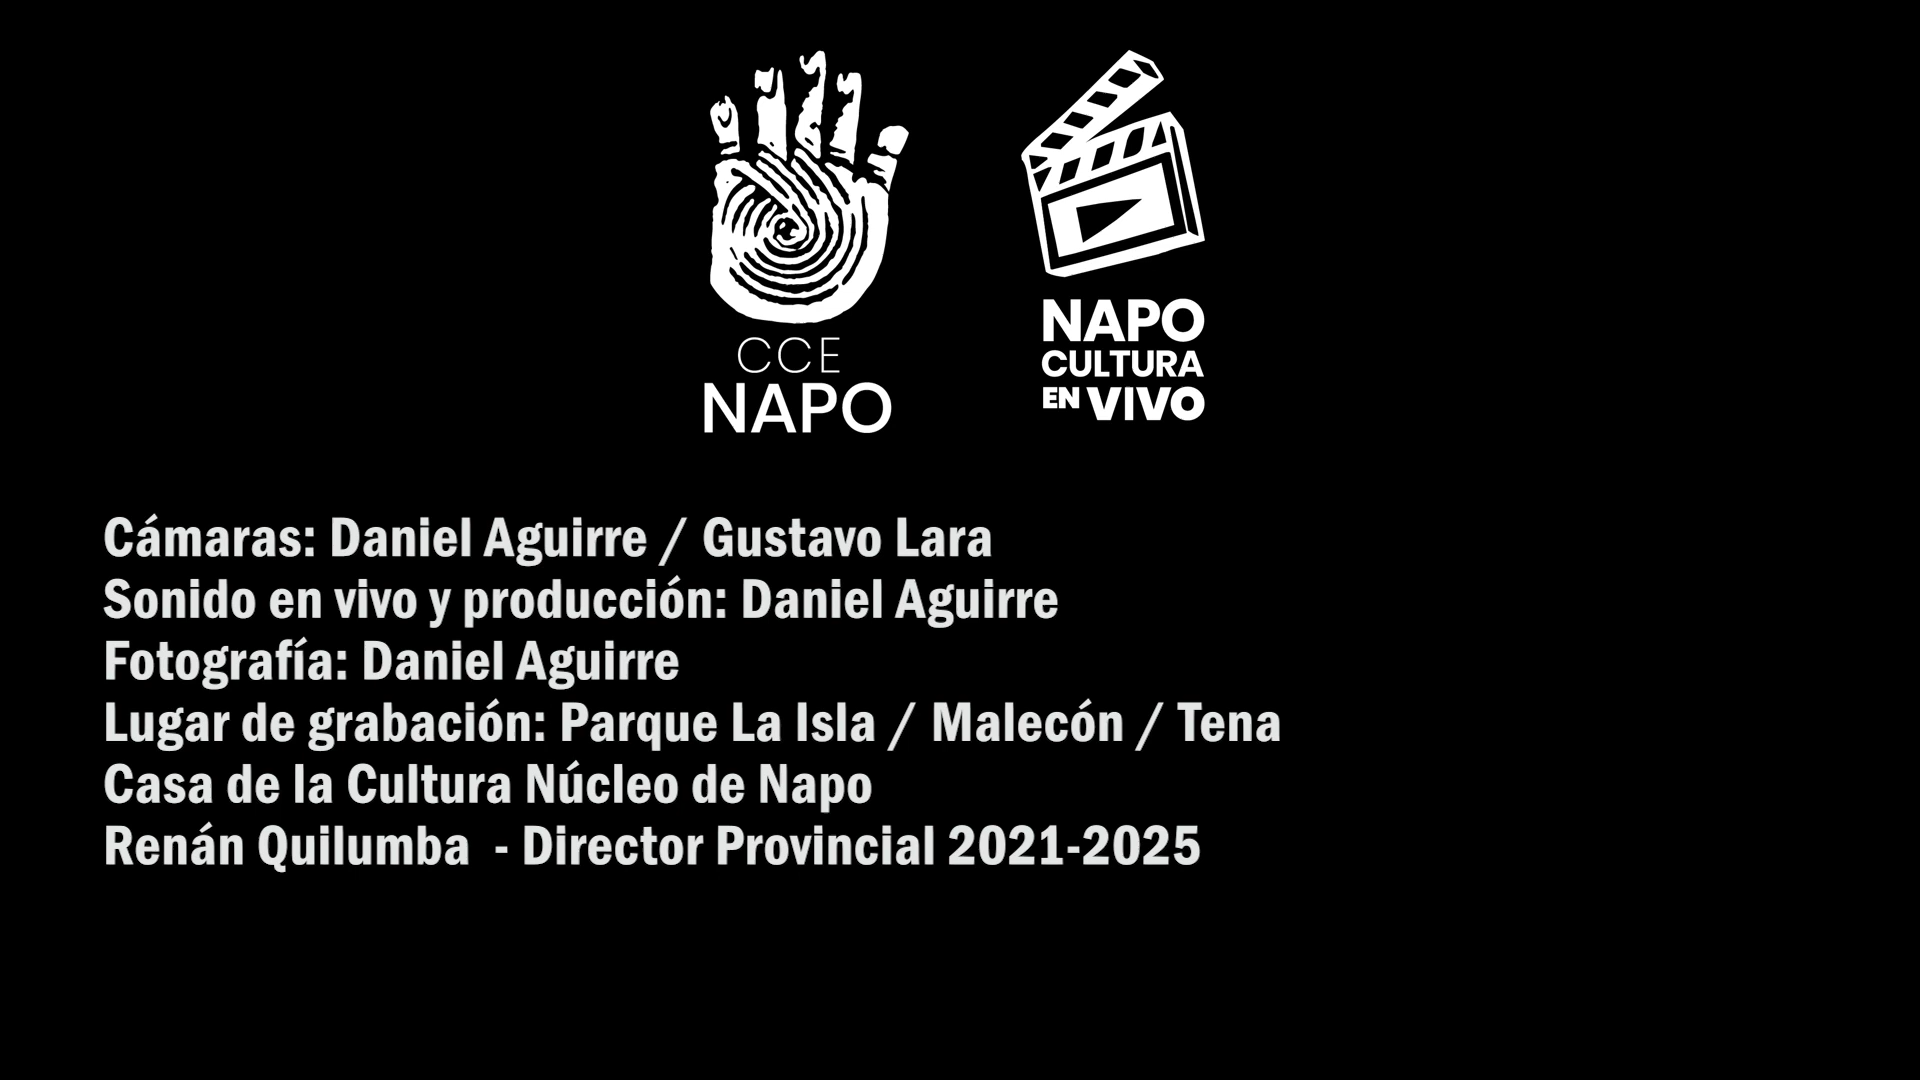 CCE
NAPO
NAPO
CULTURA
EN VIVO
Cámaras: Daniel Aguirre / Gustavo Lara
Sonido en vivo y producción: Daniel Aguirre
Fotografía: Daniel Aguirre
Lugar de grabación: Parque La Isla / Malecón / Tena
Casa de la Cultura Núcleo de Napo
Renán Quilumba  - Director Provincial 2021-2025